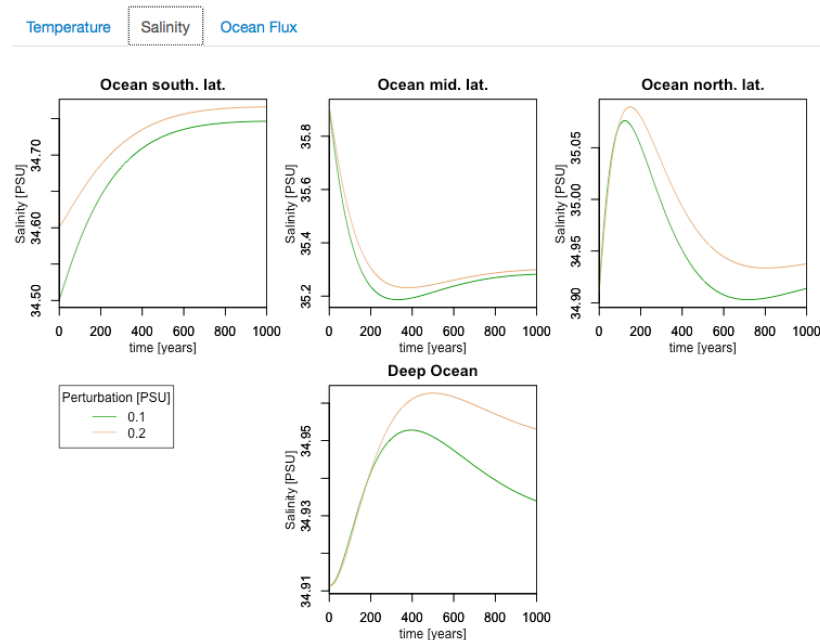 Temperature Salinity Ocean Flux
Ocean south. lat.
Salinity [PSU]
34.50 34.60 34.70
0 200 400 600 800 1000
time [years]
Ocean mid. lat.
Salinity [PSU]
35.2 35.4 35.6 35.8
0 200 400 600 800 1000
time [years]
Ocean north. lat.
Salinity [PSU]
34.90 34.95 35.00 35.05
0 200 400 600 800 1000
time [years]
Perturbation [PSU]
0.1
0.2
Deep Ocean
Salinity [PSU]
34.91 34.93 34.95
0 200 400 600 800 1000
time [years]